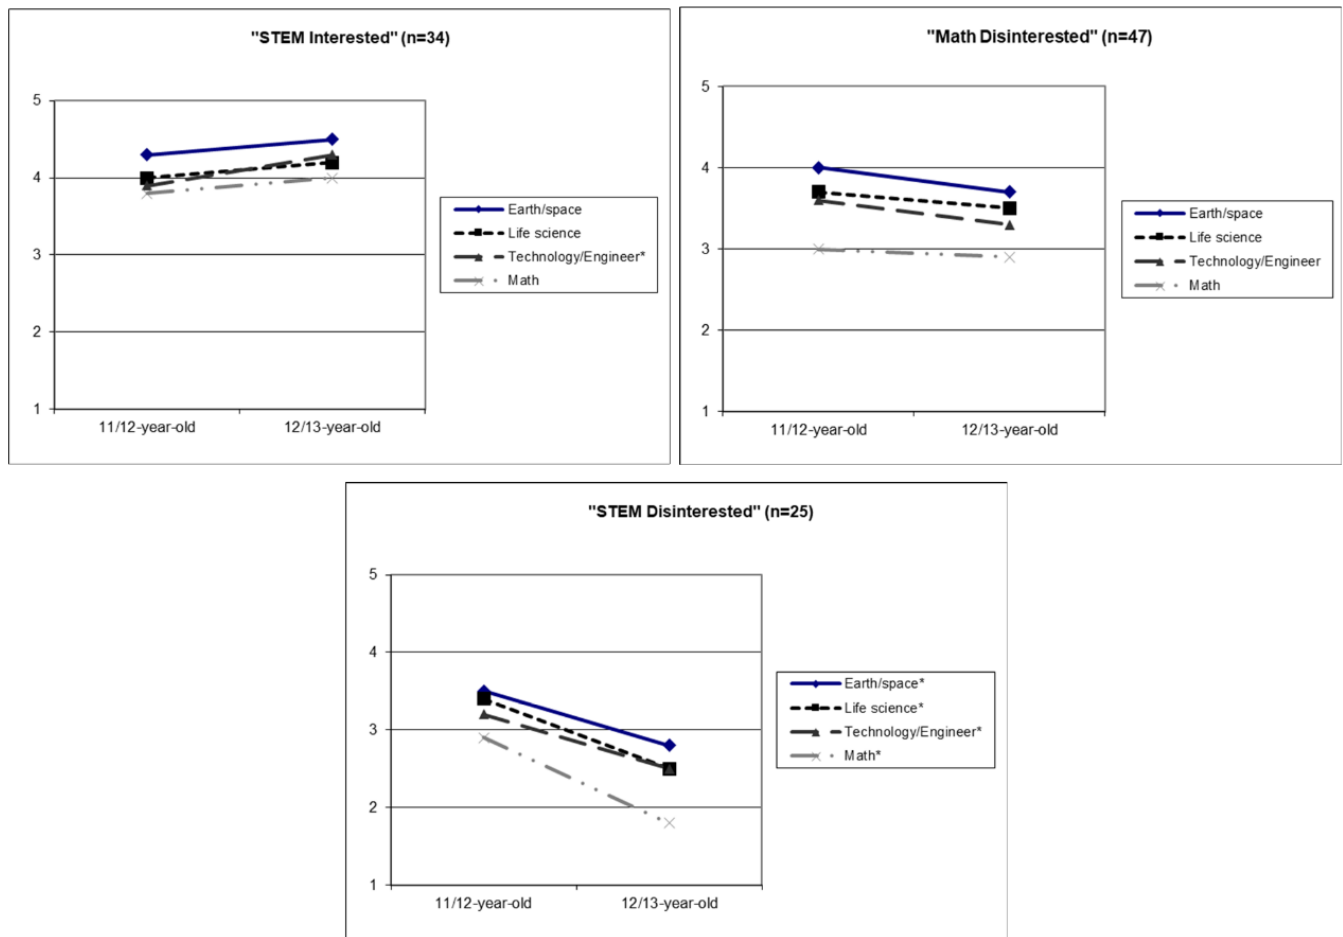 "STEM Interested" (n=34)
5
4
3
2
1
11/12-year-old
12/13-year-old
Earth/space
Life science
Technology/Engineer*
Math
"Math Disinterested" (n=47)
5
4
3
2
1
11/12-year-old
12/13-year-old
Earth/space
Life science
Technology/Engineer
Math
"STEM Disinterested" (n=25)
5
4
3
2
1
11/12-year-old
12/13-year-old
Earth/space*
Life science*
Technology/Engineer*
Math*